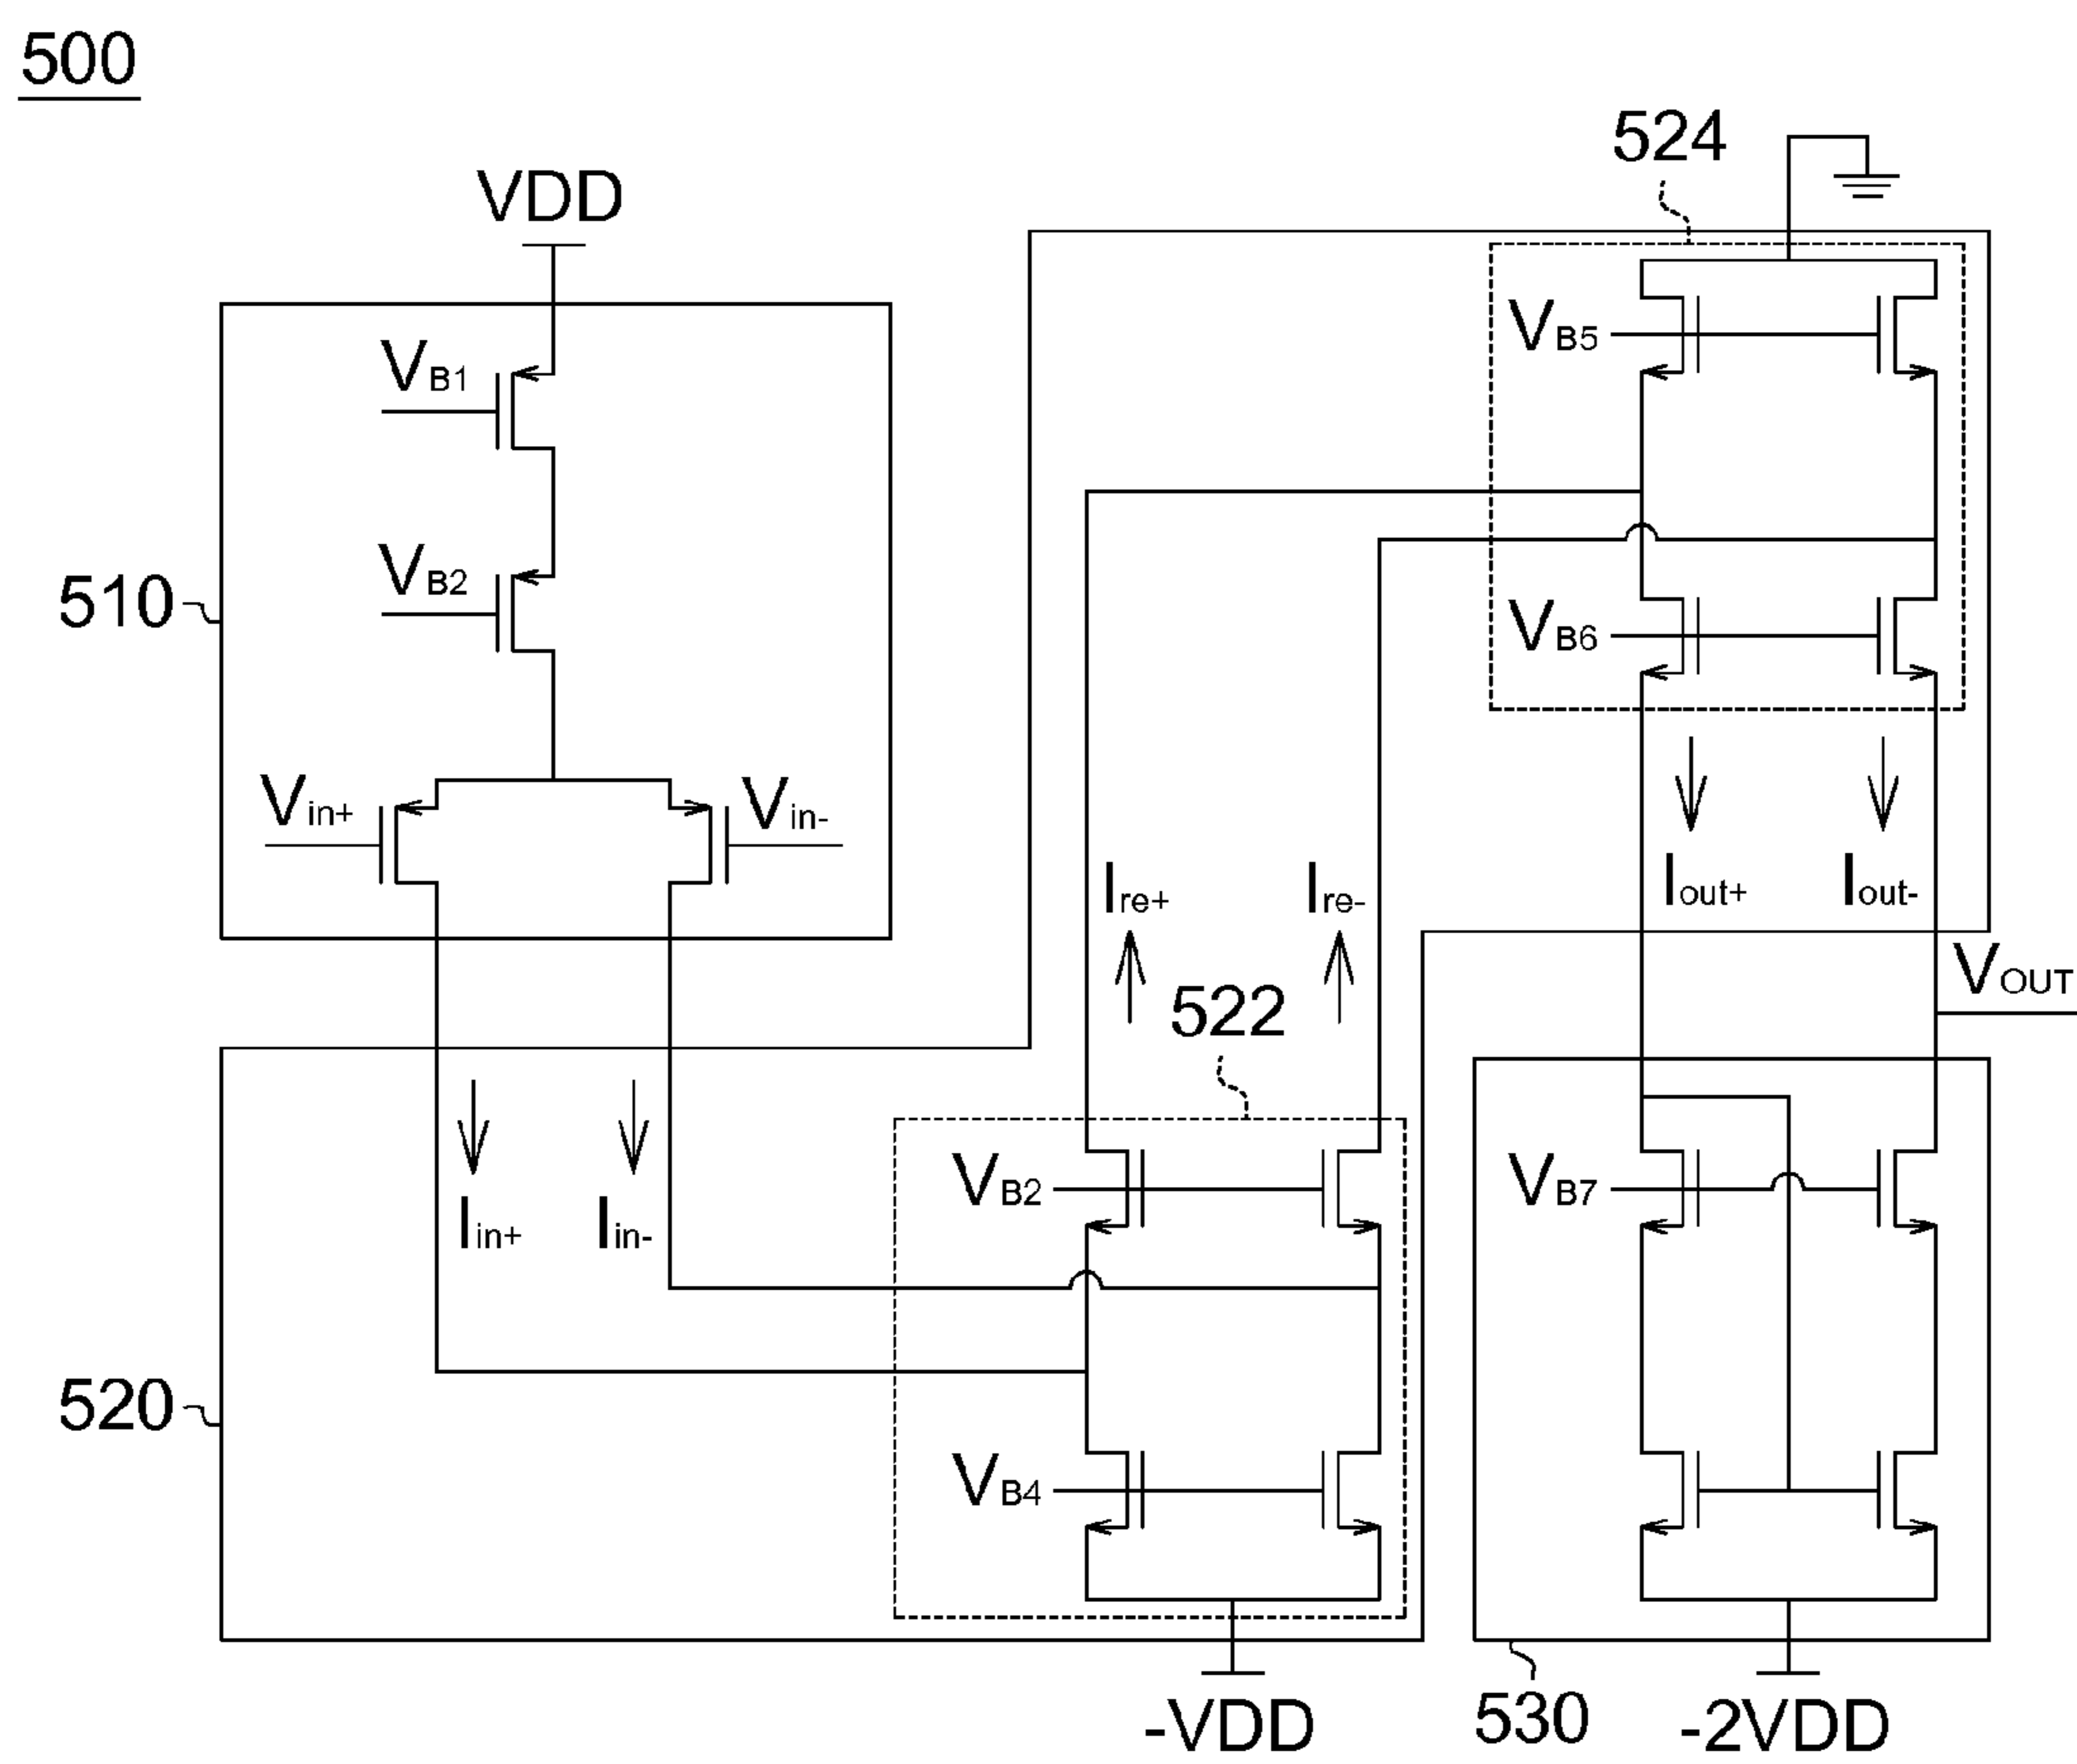 500
524
VDD
VB1
VB5
VB2
510
VB6
Vin+
Vin-
Ire+
Ire-
Iout+
Iout-
VOUT
522
Iin+
Iin-
VB2
VB7
520
VB4
-VDD
530
-2VDD